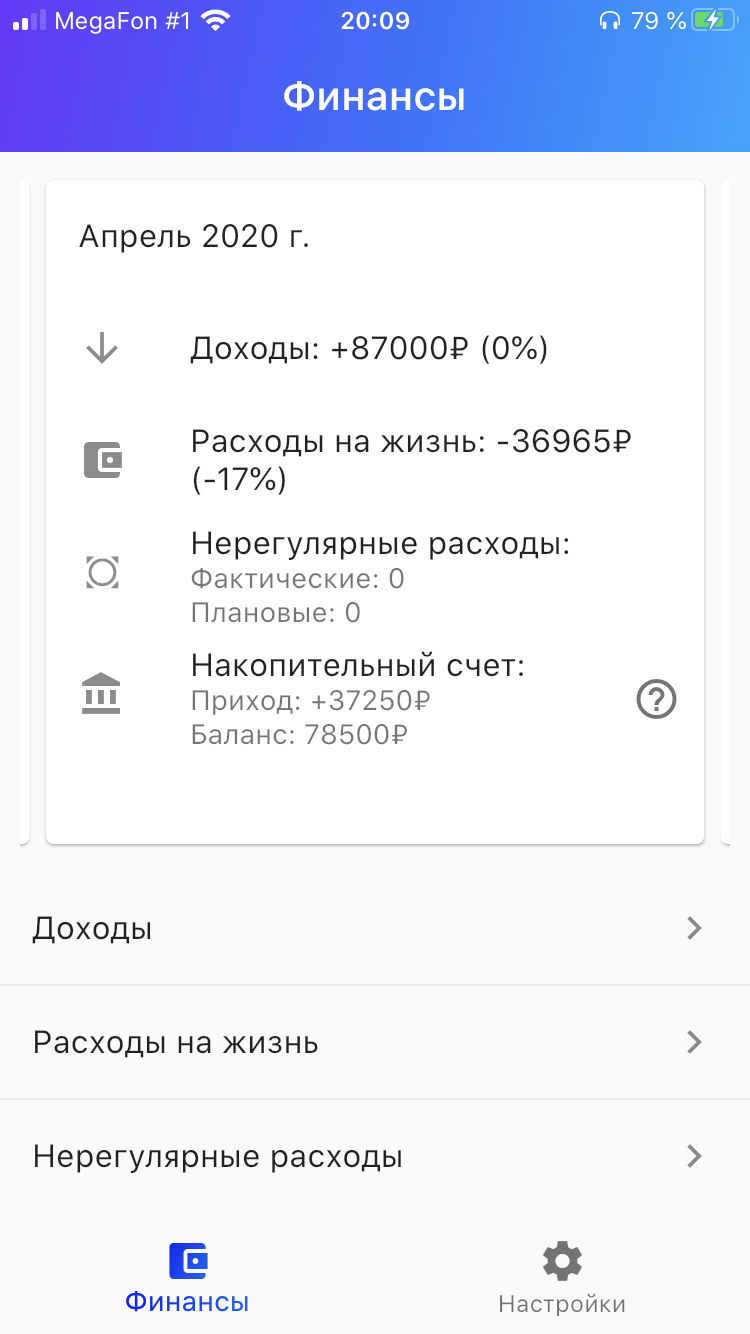 MegaFon #1 20:09 79 %
Финансы
Апрель 2020 г.
Доходы: +87000₽ (0%)
Расходы на жизнь: -36965₽
(-17%)
Нерегулярные расходы:
Фактические: 0
Плановые: 0
Накопительный счет:
Приход: +37250₽
Баланс: 78500₽
Доходы
Расходы на жизнь
Нерегулярные расходы
Финансы
Настройки